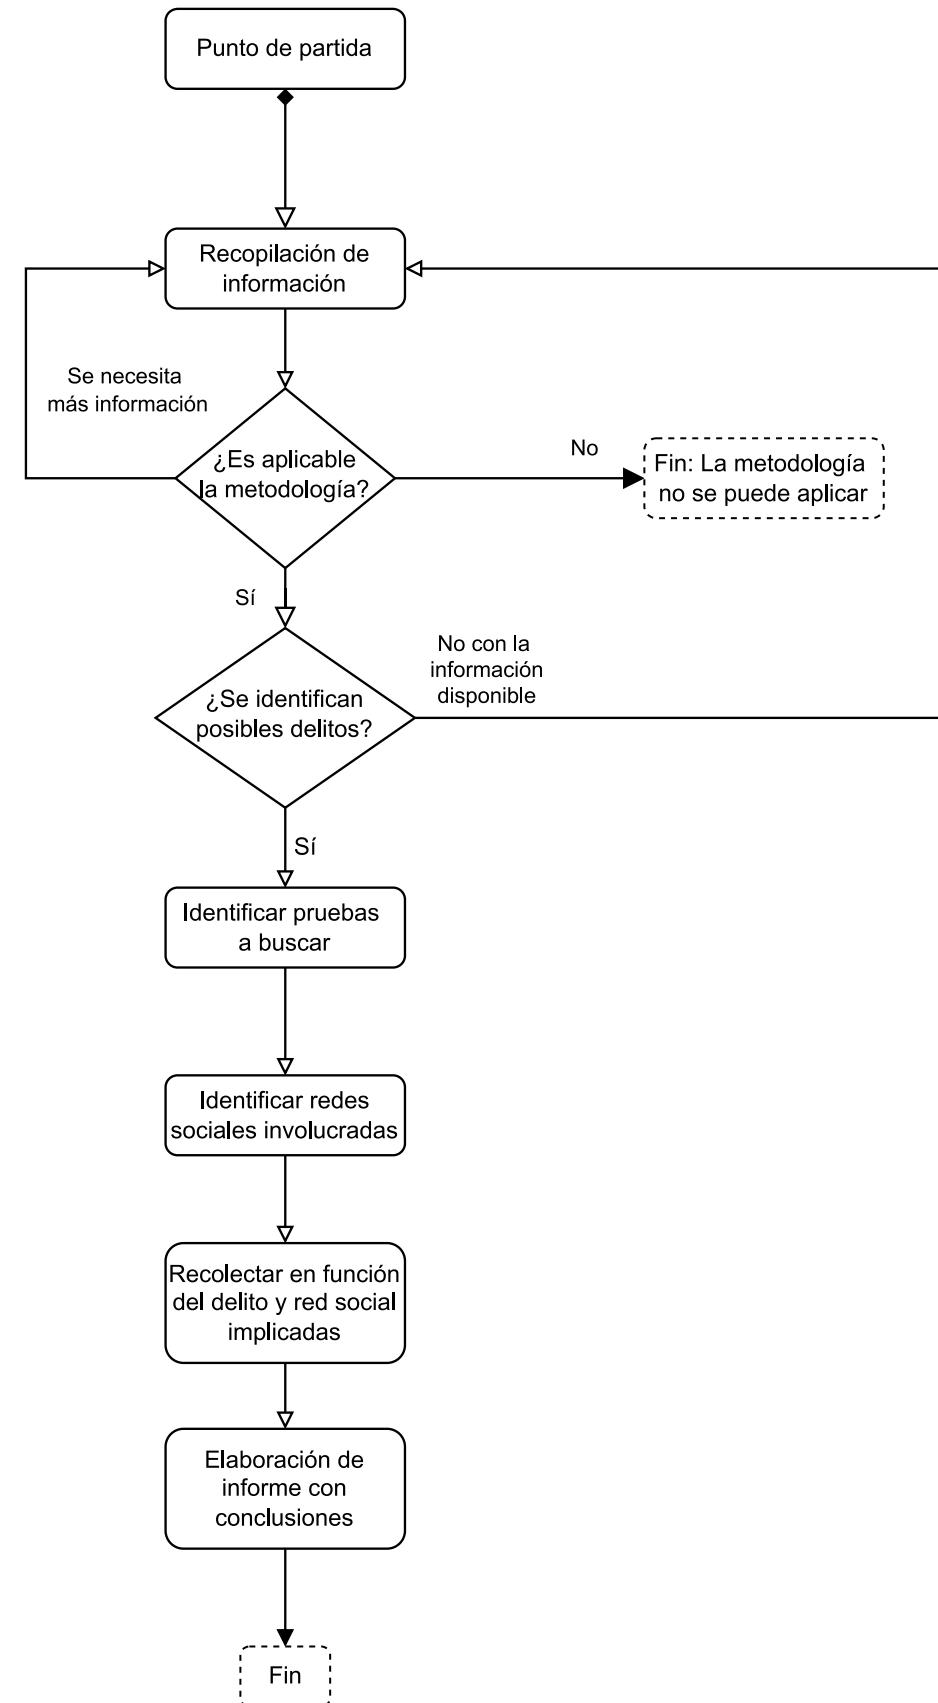 Punto de partida
Recopilación de
información
Se necesita
más información
¿Es aplicable
la metodología?
No
Fin: La metodología
no se puede aplicar
Sí
No con la
información
disponible
¿Se identifican
posibles delitos?
Sí
Identificar pruebas
a buscar
Identificar redes
sociales involucradas
Recolectar en función
del delito y red social
implicadas
Elaboración de
informe con
conclusiones
Fin